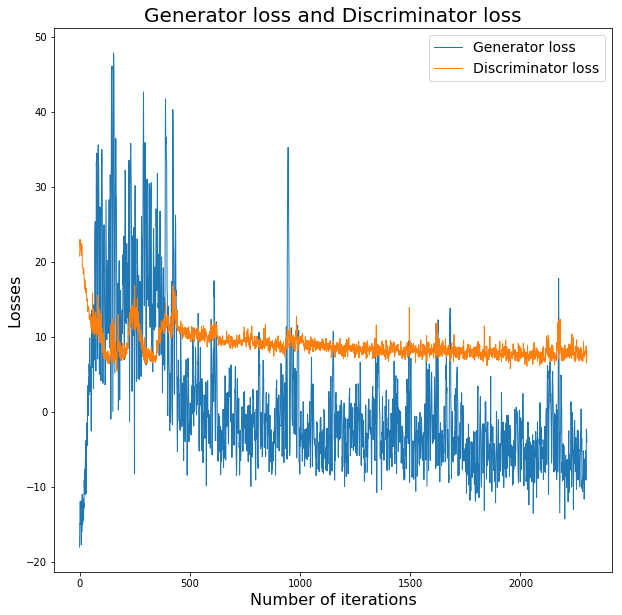 Generator loss and Discriminator loss
Generator loss
Discriminator loss
Losses
50
40
30
20
10
0
−10
−20
0 500 1000 1500 2000
Number of iterations